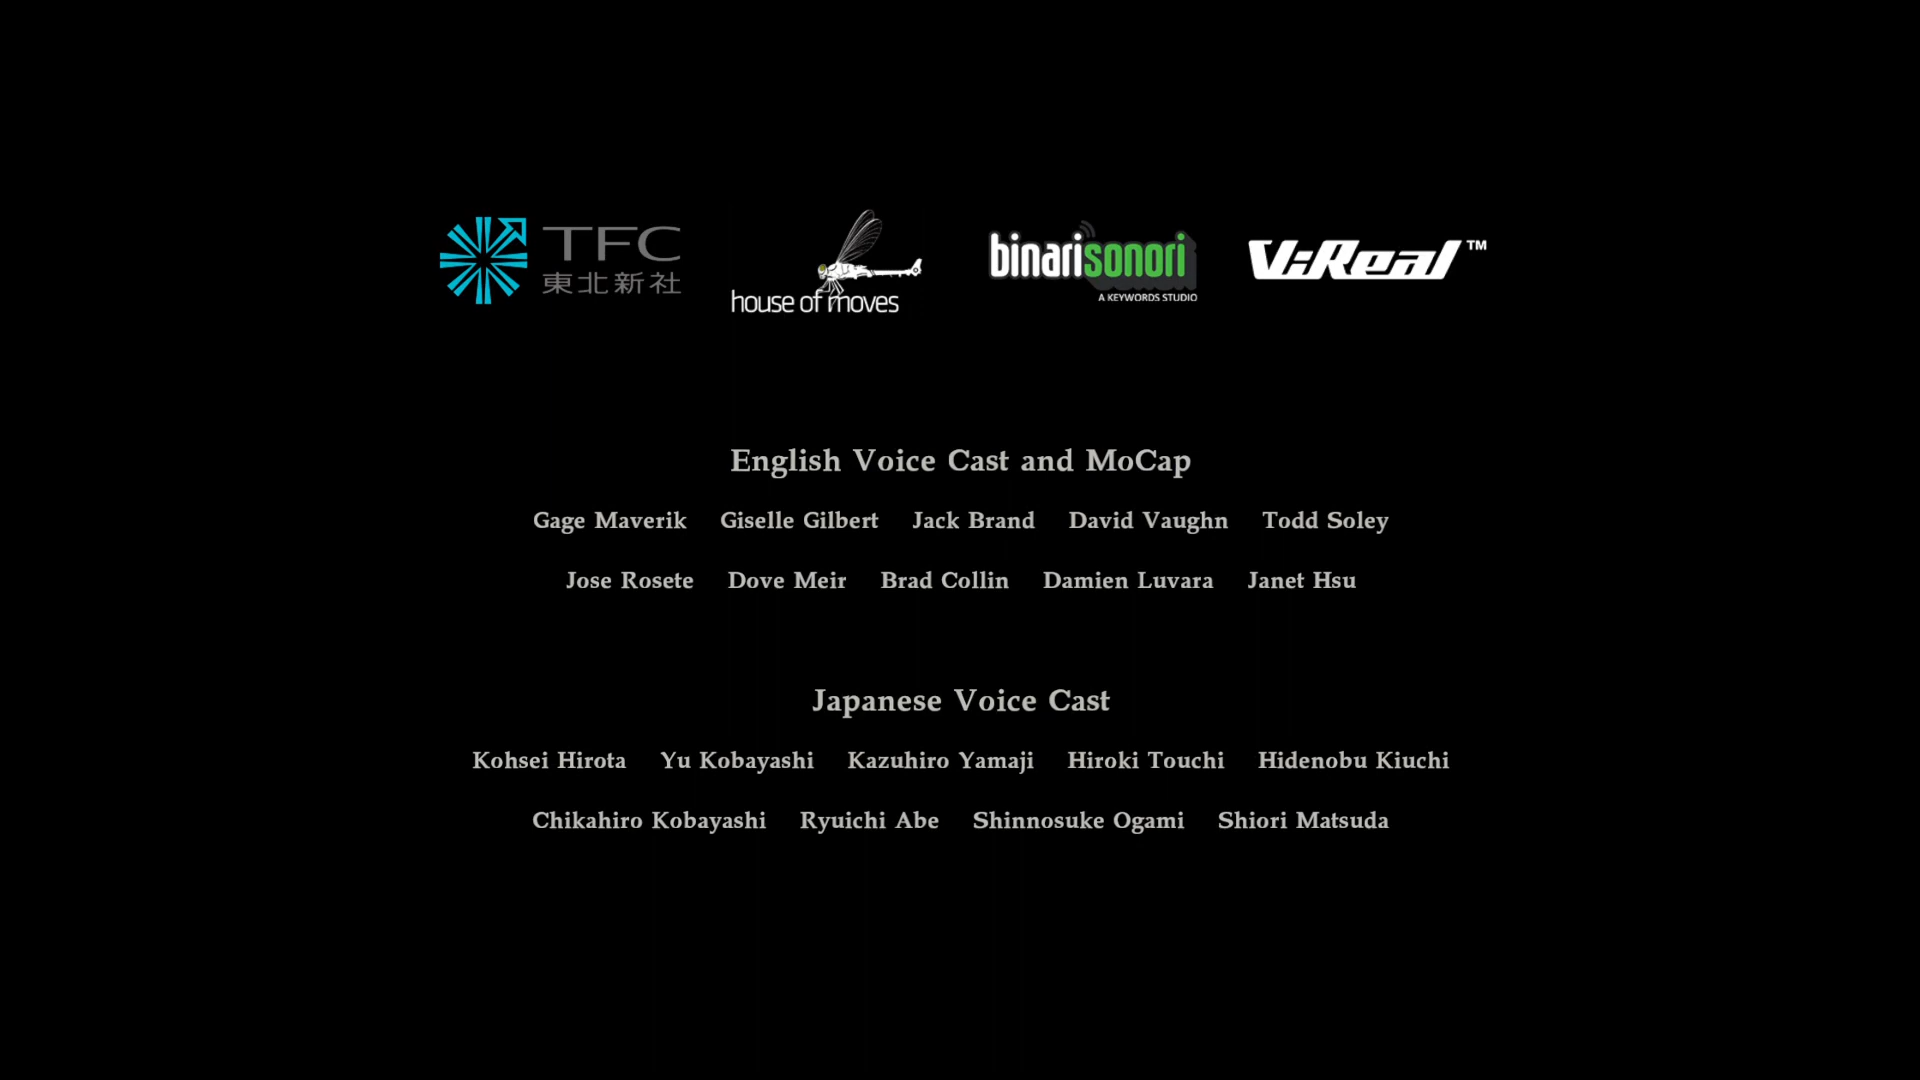 TFC
東北新社
house of moves
binarisonori
A KEYWORDS STUDIO
ViReal™
English Voice Cast and MoCap
Gage Maverik Giselle Gilbert Jack Brand David Vaughn Todd Soley
Jose Rosete Dove Meir Brad Collin Damien Luvara Janet Hsu
Japanese Voice Cast
Kohsei Hirota Yu Kobayashi Kazuhiro Yamaji Hiroki Touchi Hidenobu Kiuchi
Chikahiro Kobayashi Ryuichi Abe Shinnosuke Ogami Shiori Matsuda